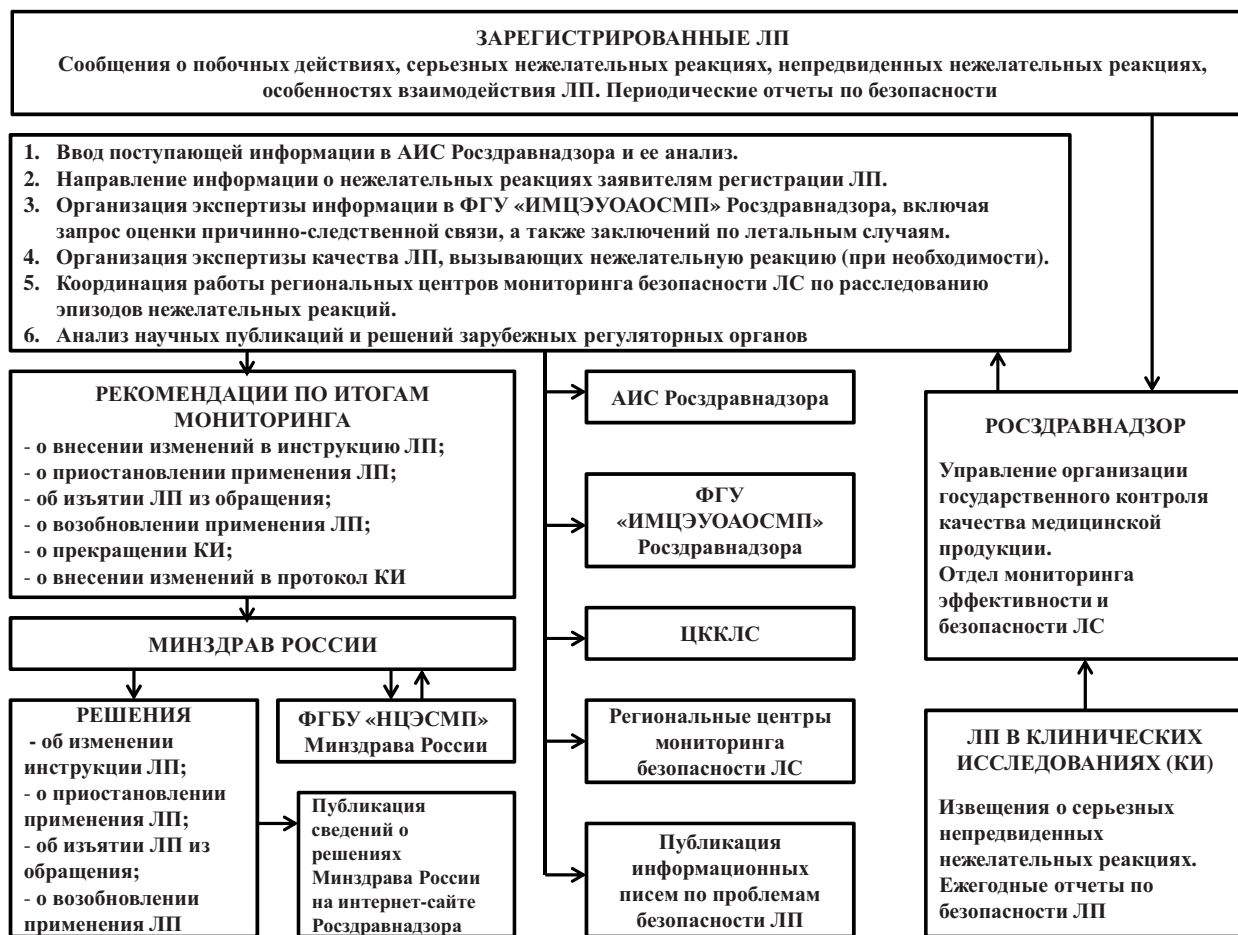 ЗАРЕГИСТРИРОВАННЫЕ ЛП
Сообщения о побочных действиях, серьезных нежелательных реакциях, непредвиденных нежелательных реакциях,
особенностях взаимодействия ЛП. Периодические отчеты по безопасности
1. Ввод поступающей информации в АИС Росздравнадзора и ее анализ.
2. Направление информации о нежелательных реакциях заявителям регистрации ЛП.
3. Организация экспертизы информации в ФГУ «ИМЦЭУОАОСМП» Росздравнадзора, включая
запрос оценки причинно-следственной связи, а также заключений по летальным случаям.
4. Организация экспертизы качества ЛП, вызывающих нежелательную реакцию (при необходимости).
5. Координация работы региональных центров мониторинга безопасности ЛС по расследованию
эпизодов нежелательных реакций.
6. Анализ научных публикаций и решений зарубежных регуляторных органов
РЕКОМЕНДАЦИИ ПО ИТОГАМ
МОНИТОРИНГА
- о внесении изменений в инструкцию ЛП;
- о приостановлении применения ЛП;
- об изъятии ЛП из обращения;
- о возобновлении применения ЛП;
- о прекращении КИ;
- о внесении изменений в протокол КИ
МИНЗДРАВ РОССИИ
РЕШЕНИЯ
- об изменении
инструкции ЛП;
- о приостановлении
применения ЛП;
- об изъятии ЛП из
обращения;
- о возобновлении
применения ЛП
ФГБУ «НЦЭСМП»
Минздрава России
Публикация
сведений о
решениях
Минздрава России
на интернет-сайте
Росздравнадзора
АИС Росздравнадзора
ФГУ
«ИМЦЭУОАОСМП»
Росздравнадзора
ЦККЛС
Региональные центры
мониторинга
безопасности ЛС
Публикация
информационных
писем по проблемам
безопасности ЛП
РОСЗДРАВНАДЗОР
Управление организации
государственного контроля
качества медицинской
продукции.
Отдел мониторинга
эффективности и
безопасности ЛС
ЛП В КЛИНИЧЕСКИХ
ИССЛЕДОВАНИЯХ (КИ)
Извещения о серьезных
непредвиденных
нежелательных реакциях.
Ежегодные отчеты по
безопасности ЛП